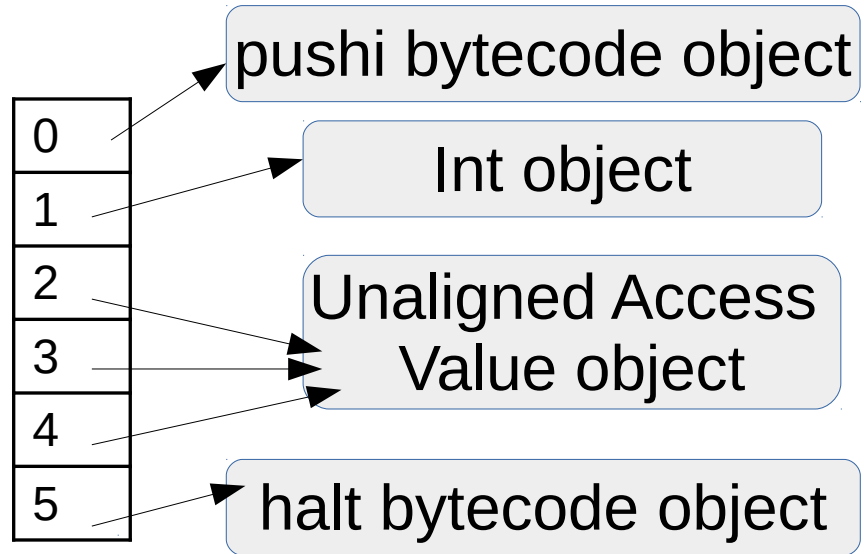 pushi bytecode object
0
Int object
1
2
Unaligned Access
Value object
3
4
5
halt bytecode object